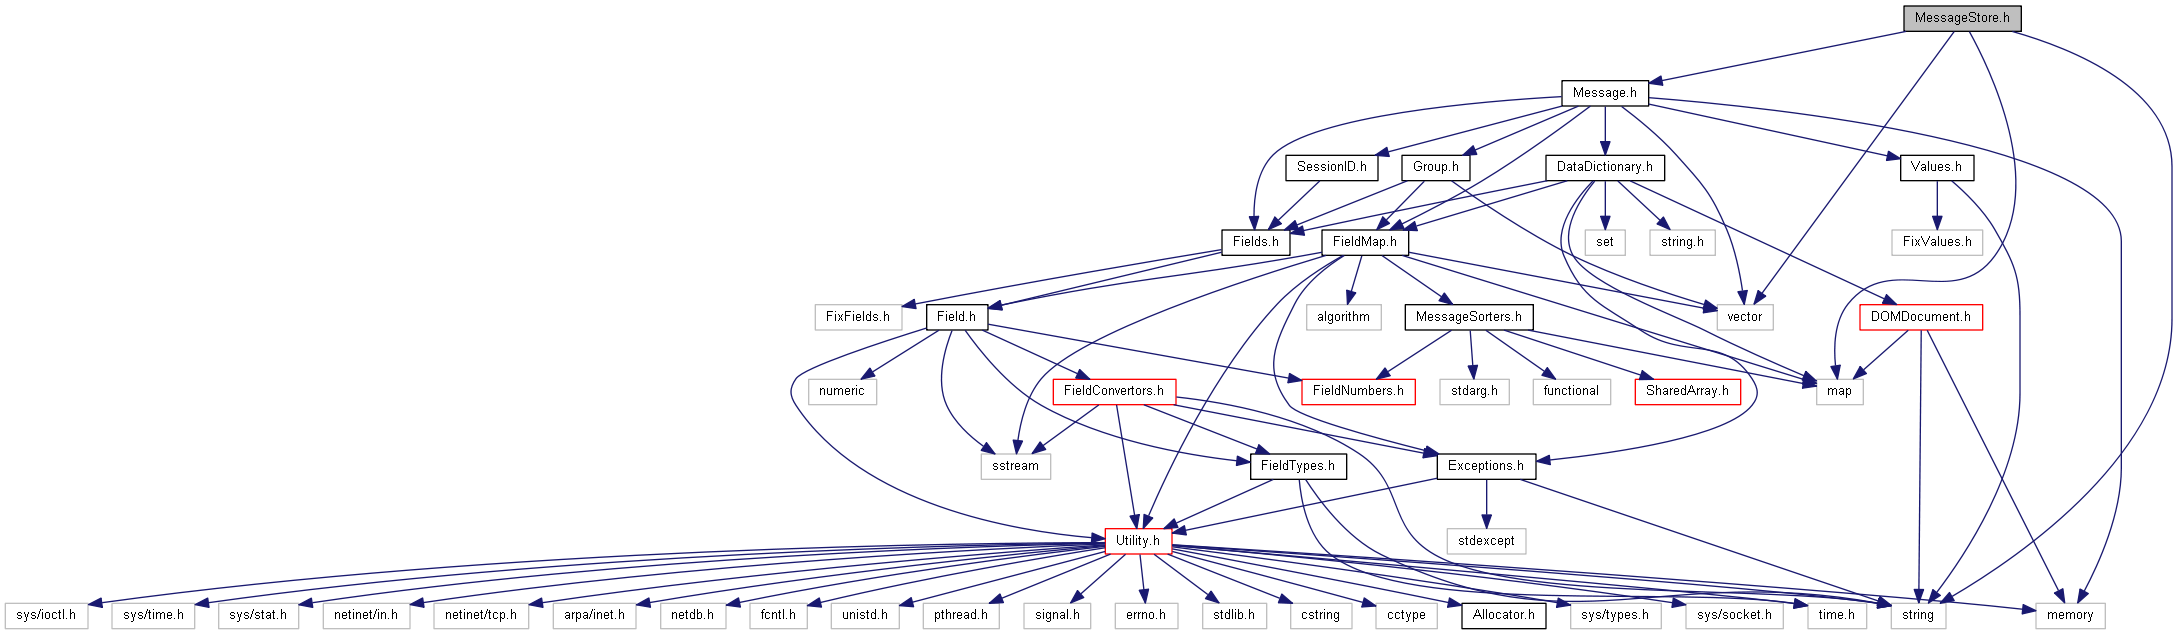 MessageStore.h
Message.h
SessionID.h
Group.h
DataDictionary.h
Values.h
Fields.h
FieldMap.h
set
string.h
FixValues.h
FixFields.h
Field.h
algorithm
MessageSorters.h
vector
DOMDocument.h
numeric
FieldConvertors.h
FieldNumbers.h
stdarg.h
functional
SharedArray.h
map
sstream
FieldTypes.h
Exceptions.h
Utility.h
stdexcept
sys/ioctl.h
sys/time.h
sys/stat.h
netinet/in.h
netinet/tcp.h
arpa/inet.h
netdb.h
fcntl.h
unistd.h
pthread.h
signal.h
errno.h
stdlib.h
cstring
cctype
Allocator.h
sys/types.h
sys/socket.h
time.h
string
memory